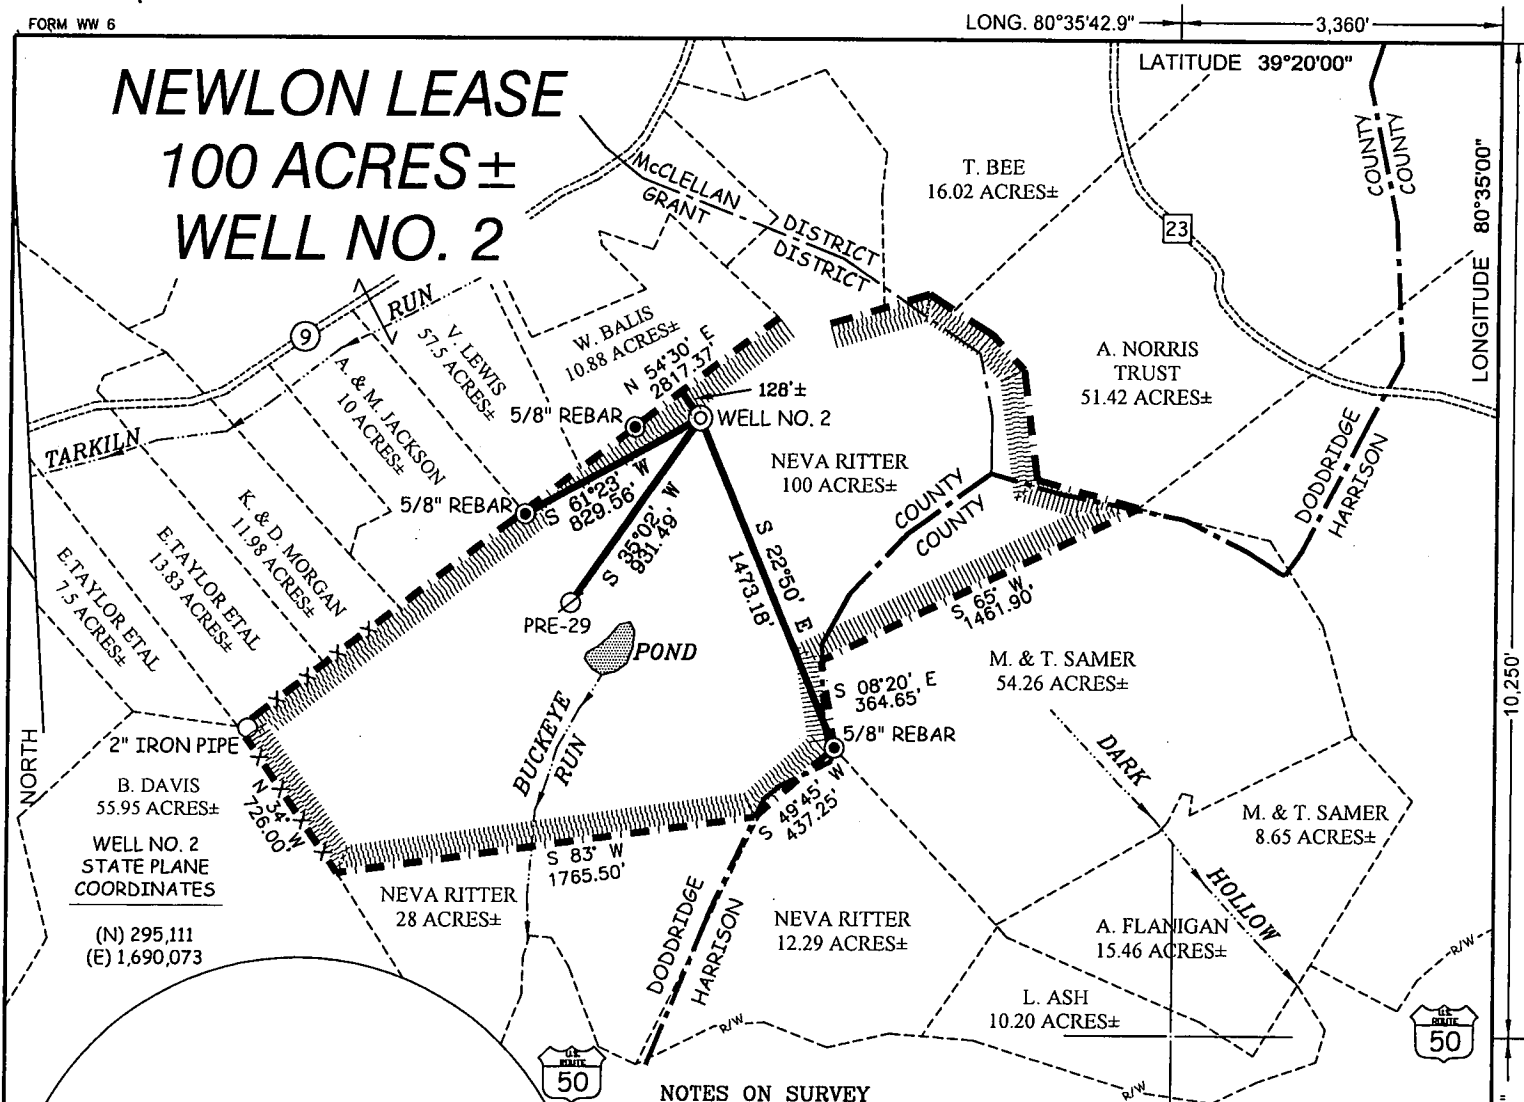 FORM WW 6
LONG. 80°35'42.9"
3,360'
LATITUDE 39°20'00"
NEWLON LEASE
100 ACRES±
WELL NO. 2
COUNTY
COUNTY
LONGITUDE 80°35'00"
McCLELLAN
GRANT
DISTRICT
DISTRICT
T. BEE
16.02 ACRES±
23
9
TARKILN
RUN
W. BALIS
10.88 ACRES±
V. LEWIS
57.5 ACRES±
A. & M. JACKSON
10 ACRES±
K. & D. MORGAN
11.98 ACRES±
E.TAYLOR ETAL
13.83 ACRES±
E.TAYLOR ETAL
7.5 ACRES±
N 54°30' E
2817.37'
128'±
5/8" REBAR
WELL NO. 2
A. NORRIS
TRUST
51.42 ACRES±
NEVA RITTER
100 ACRES±
5/8" REBAR
S 61°23' W
829.56'
S 35°02' W
931.49'
S 22°50' E
1473.18'
COUNTY
COUNTY
DODDRIDGE
HARRISON
PRE-29
POND
S 65° W
1461.90'
M. & T. SAMER
54.26 ACRES±
S 08°20' E
364.65'
5/8" REBAR
10,250'
NORTH
2" IRON PIPE
BUCKEYE
RUN
DARK
HOLLOW
B. DAVIS
55.95 ACRES±
N 34° W
726.00'
WELL NO. 2
STATE PLANE
COORDINATES
(N) 295,111
(E) 1,690,073
S 49°45' W
437.25'
S 83° W
1765.50'
M. & T. SAMER
8.65 ACRES±
NEVA RITTER
28 ACRES±
DODDRIDGE
HARRISON
NEVA RITTER
12.29 ACRES±
A. FLANIGAN
15.46 ACRES±
R/W
L. ASH
10.20 ACRES±
R/W
U.S.
ROUTE
50
U.S.
ROUTE
50
R/W
NOTES ON SURVEY